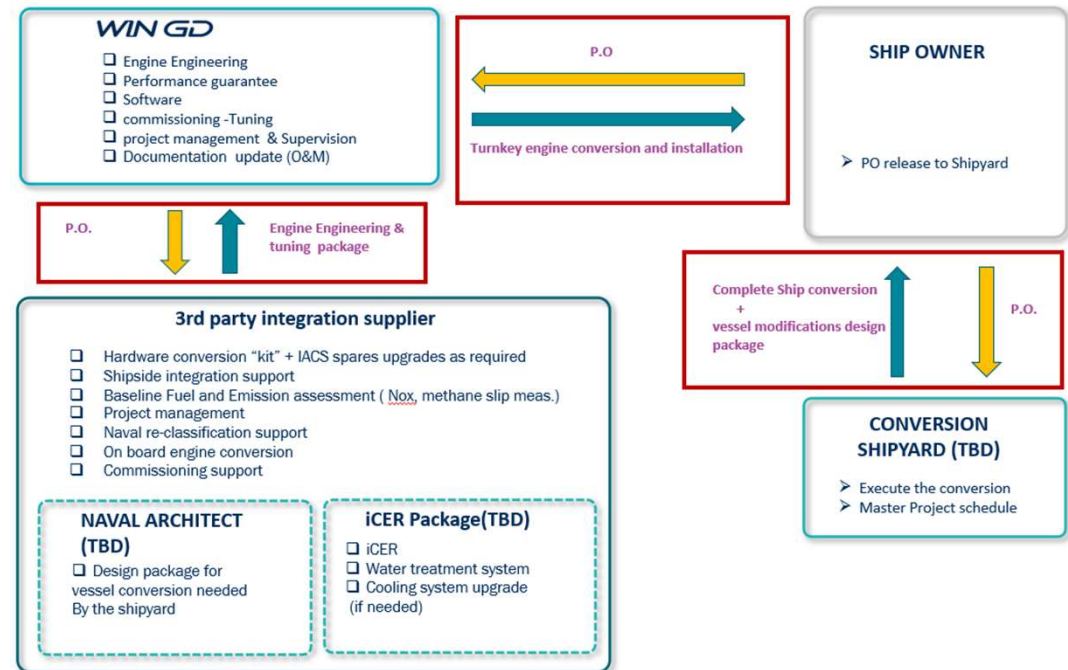 WIN GD
❑ Engine Engineering
❑ Performance guarantee
❑ Software
❑ commissioning -Tuning
❑ project management & Supervision
❑ Documentation update (O&M)
P.O
Turnkey engine conversion and installation
SHIP OWNER
➢ PO release to Shipyard
P.O.
Engine Engineering &
tuning package
Complete Ship conversion
+
vessel modifications design
package
P.O.
3rd party integration supplier
❑ Hardware conversion “kit” + IACS spares upgrades as required
❑ Shipside integration support
❑ Baseline Fuel and Emission assessment ( Nox, methane slip meas.)
❑ Project management
❑ Naval re-classification support
❑ On board engine conversion
❑ Commissioning support
NAVAL ARCHITECT
(TBD)
❑ Design package for
vessel conversion needed
By the shipyard
iCER Package(TBD)
❑ iCER
❑ Water treatment system
❑ Cooling system upgrade
(if needed)
CONVERSION
SHIPYARD (TBD)
➢ Execute the conversion
➢ Master Project schedule